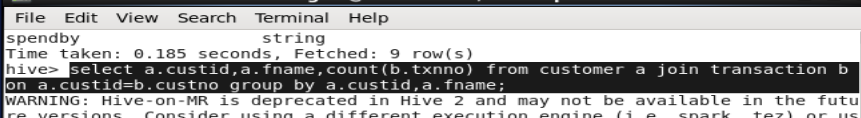 File Edit View Search Terminal Help
spendby string
Time taken: 0.185 seconds, Fetched: 9 row(s)
hive> select a.custid,a.fname,count(b.txnno) from customer a join transaction b
on a.custid=b.custno group by a.custid,a.fname;
WARNING: Hive-on-MR is deprecated in Hive 2 and may not be available in the futu
re versions. Consider using a different execution engine (i.e. spark, tez) or us